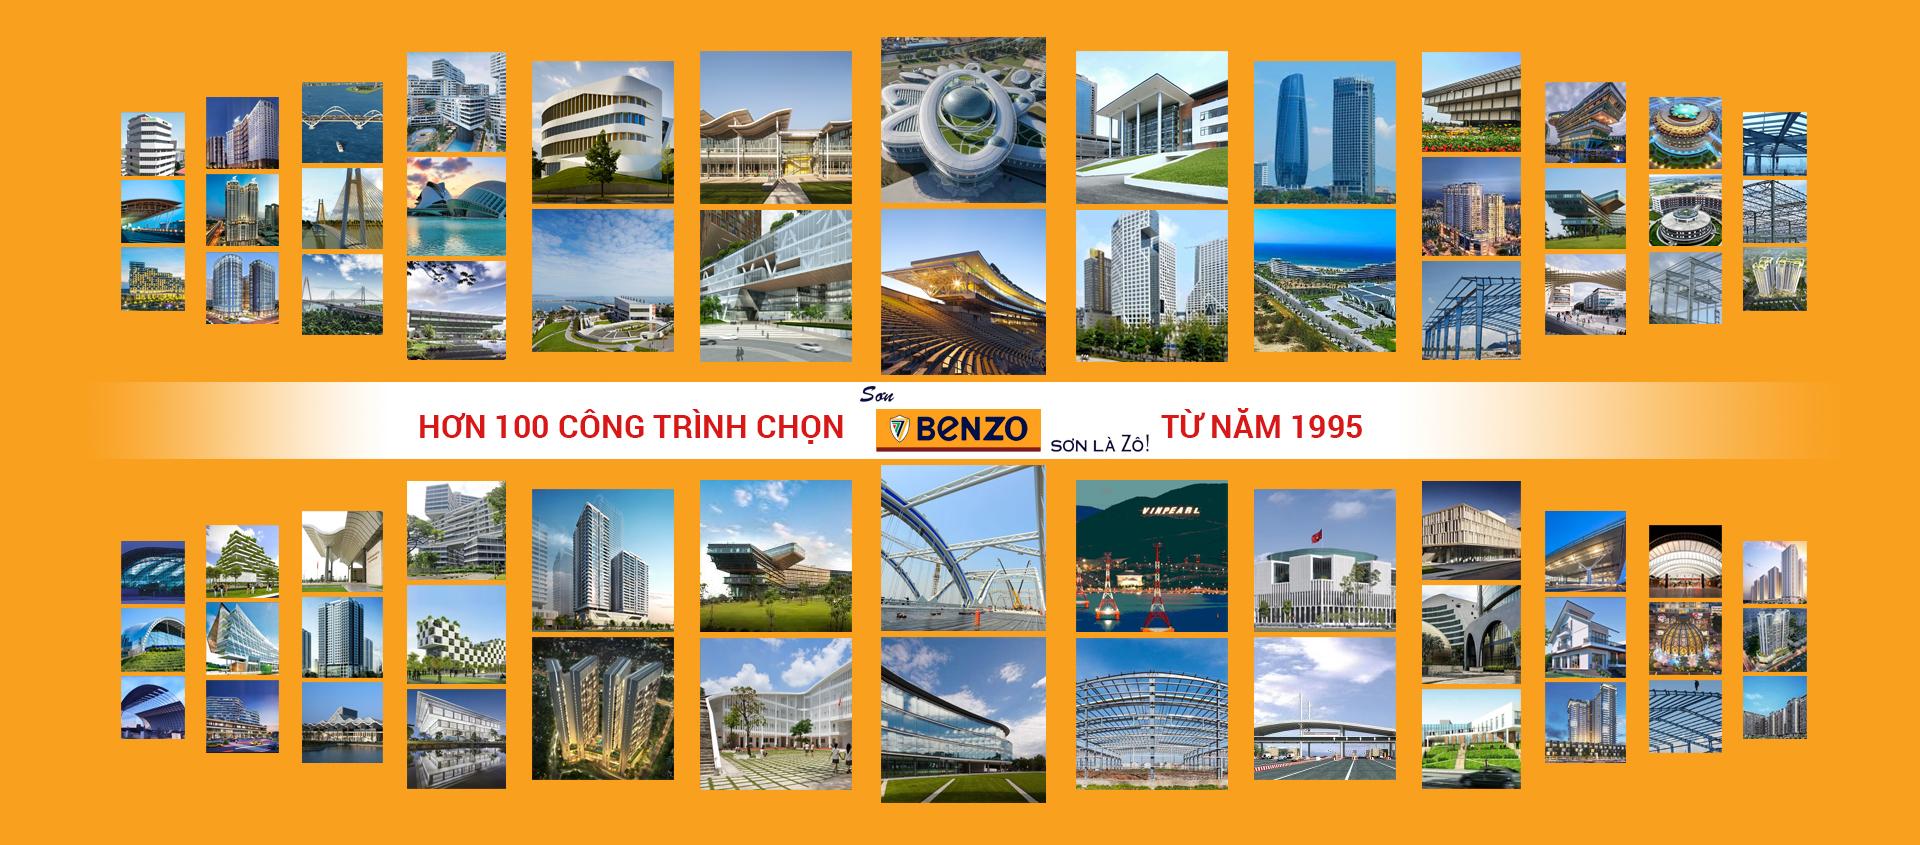 Sơn
HƠN 100 CÔNG TRÌNH CHỌN BENZO SƠN LÀ Zô! TỪ NĂM 1995
VINPEARL